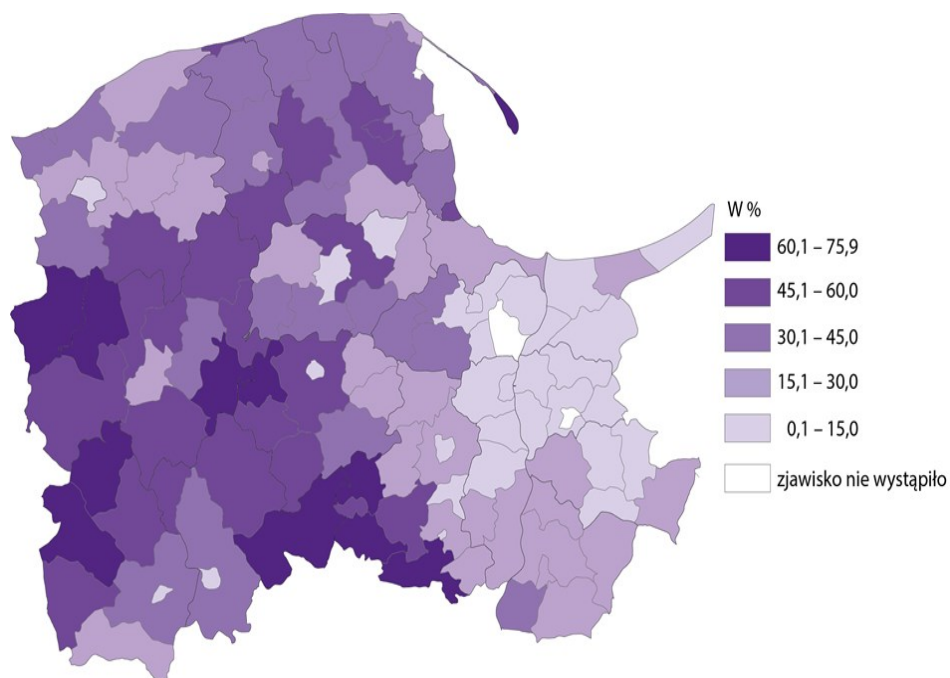 W %
60,1 – 75,9
45,1 – 60,0
30,1 – 45,0
15,1 – 30,0
0,1 – 15,0
zjawisko nie wystąpiło